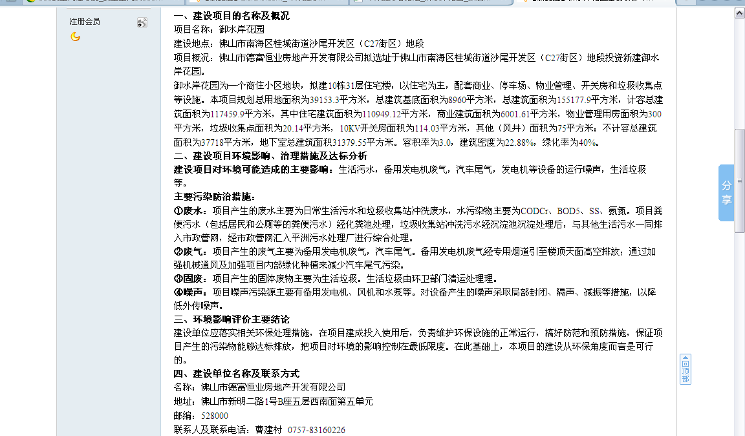 注册会员
一、建设项目的名称及概况
项目名称：御水岸花园
建设地点：佛山市南海区桂城街道沙尾开发区（C27街区）地段
项目概况：佛山市德富恒业房地产开发有限公司拟选址于佛山市南海区桂城街道沙尾开发区（C27街区）地段投资新建御水
岸花园。
御水岸花园为一个商住小区地块，拟建10栋31层住宅楼，以住宅为主，配套商业、停车场、物业管理、开关房和垃圾收集点
等设施。本项目规划总用地面积为39153.3平方米，总建筑基底面积为8960平方米，总建筑面积为155177.9平方米，计容总建
筑面积为117459.9平方米，其中住宅建筑面积为110949.12平方米，商业建筑面积为6001.61平方米，物业管理用房面积为300
平方米，垃圾收集点面积为20.14平方米，10KV开关房面积为114.03平方米，其他（风井）面积为75平方米；不计容总建筑
面积为37718平方米，地下室总建筑面积31379.55平方米。容积率为3.0，建筑密度为22.88%，绿化率为40%。
二、建设项目环境影响、治理措施及达标分析
建设项目对环境可能造成的主要影响：生活污水，备用发电机废气，汽车尾气，发电机等设备的运行噪声，生活垃圾
等。
主要污染防治措施：
①废水：项目产生的废水主要为日常生活污水和垃圾收集站冲洗废水，水污染物主要为CODCr、BOD5、SS、氨氮。项目粪
便污水（包括居民和公厕等的粪便污水）经化粪池处理，垃圾收集站冲洗污水经沉淀池沉淀处理后，与其他生活污水一同排
入市政管网，经市政管网汇入平洲污水处理厂进行综合处理。
②废气：项目产生的废气主要为备用发电机废气，汽车尾气。备用发电机废气经专用烟道引至楼顶天面高空排放；通过加
强机械通风及加强项目内部绿化种植来减少汽车尾气污染。
③固废：项目产生的固体废物主要为生活垃圾。生活垃圾由环卫部门清运处理理。
④噪声：项目噪声污染源主要有备用发电机、风机和水泵等。对设备产生的噪声采取局部封闭、隔声、减振等措施，以降
低外传噪声。
三、环境影响评价主要结论
建设单位应落实相关环保处理措施，在项目建成投入使用后，负责维护环保设施的正常运行，搞好防范和预防措施，保证项
目产生的污染物能够达标排放，把项目对环境的影响控制在最低限度。在此基础上，本项目的建设从环保角度而言是可行
的。
四、建设单位名称及联系方式
名称：佛山市德富恒业房地产开发有限公司
地址：佛山市新明二路1号B座五层西南面第五单元
邮编：528000
联系人及联系电话：曹建村 0757-83160226
分享
回顶部